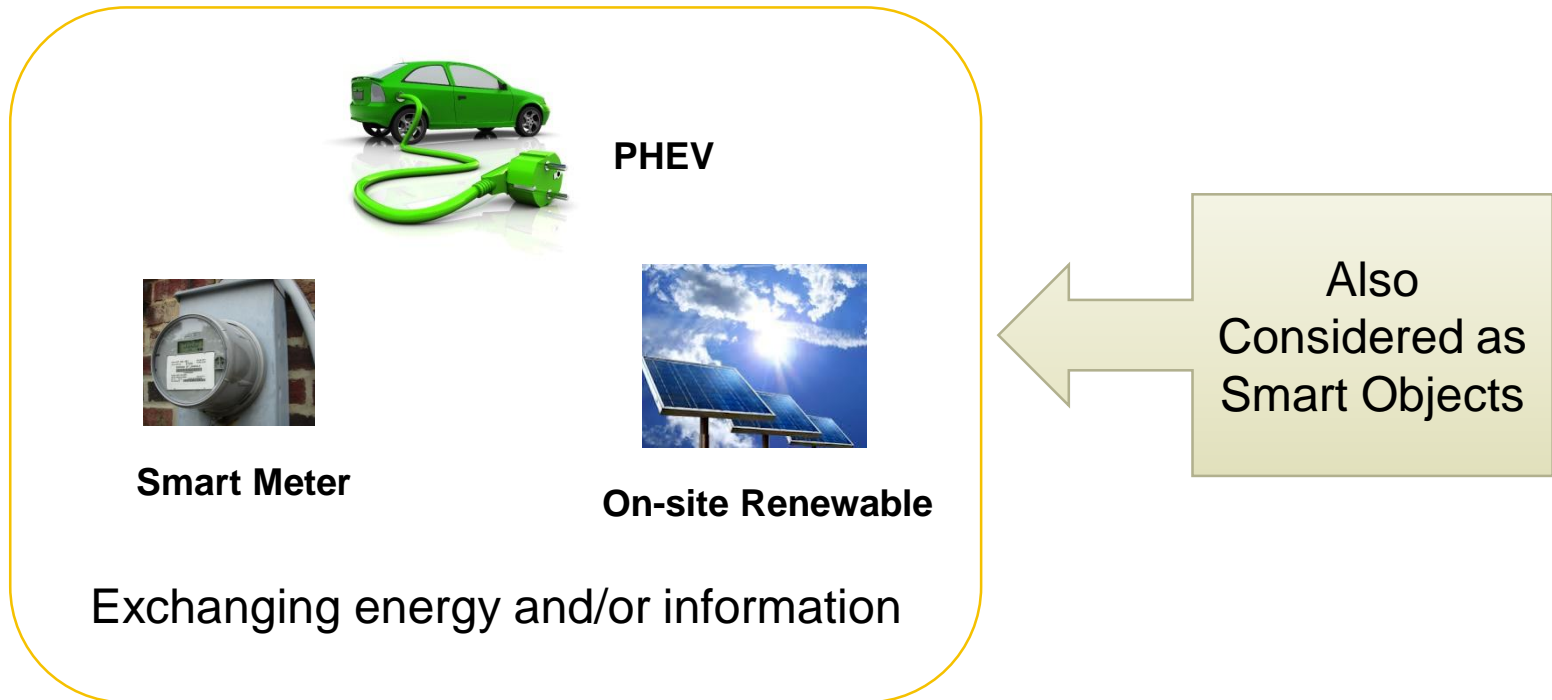 PHEV
Smart Meter
On-site Renewable
Exchanging energy and/or information
Also
Considered as
Smart Objects